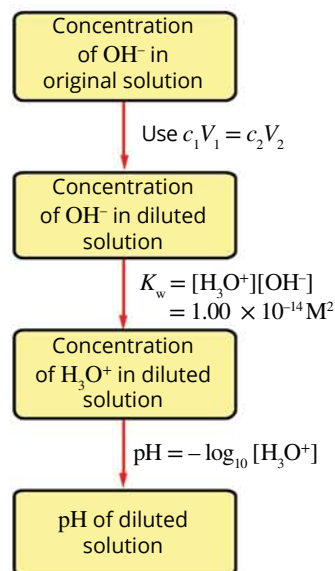 Concentration
of OH⁻ in
original solution
Use c₁V₁ = c₂V₂
Concentration
of OH⁻ in diluted
solution
K_w = [H₃O⁺][OH⁻]
= 1.00 × 10⁻¹⁴ M²
Concentration
of H₃O⁺ in diluted
solution
pH = – log₁₀ [H₃O⁺]
pH of diluted
solution